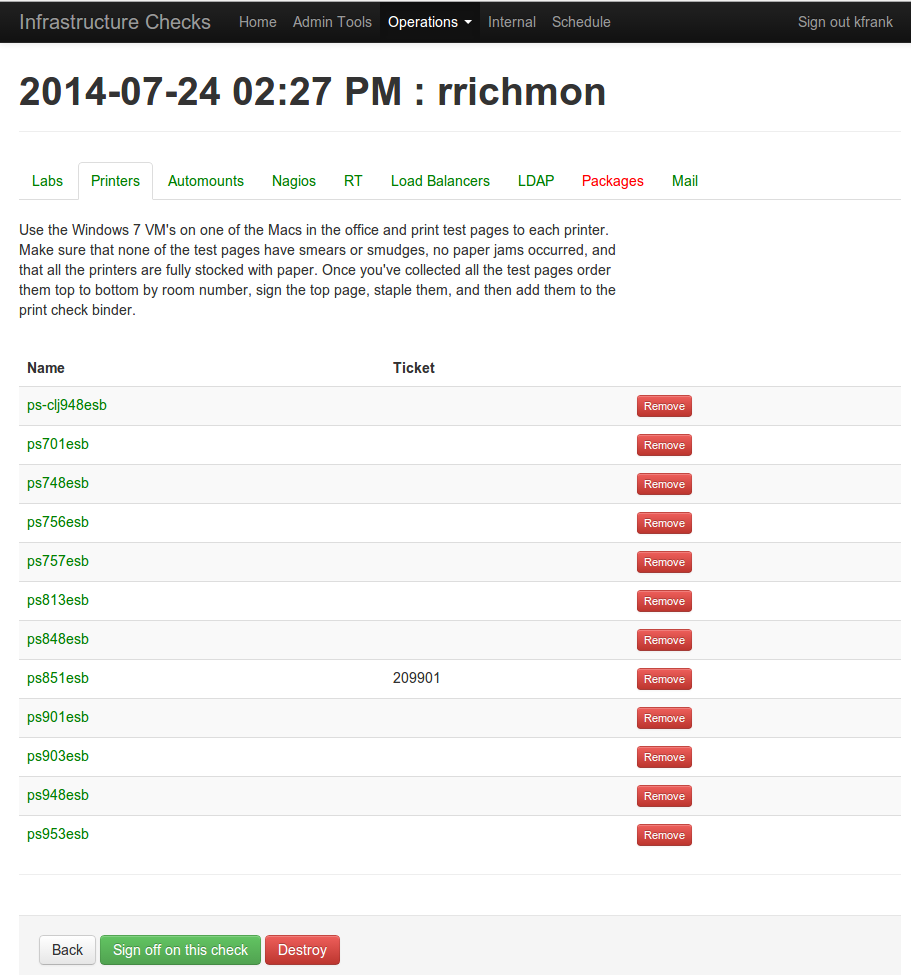 Infrastructure Checks Home Admin Tools Operations Internal Schedule Sign out kfrank
2014-07-24 02:27 PM : rrichmon
Labs Printers Automounts Nagios RT Load Balancers LDAP Packages Mail
Use the Windows 7 VM's on one of the Macs in the office and print test pages to each printer.
Make sure that none of the test pages have smears or smudges, no paper jams occurred, and
that all the printers are fully stocked with paper. Once you've collected all the test pages order
them top to bottom by room number, sign the top page, staple them, and then add them to the
print check binder.
Name Ticket
ps-clj948esb Remove
ps701esb Remove
ps748esb Remove
ps756esb Remove
ps757esb Remove
ps813esb Remove
ps848esb Remove
ps851esb 209901 Remove
ps901esb Remove
ps903esb Remove
ps948esb Remove
ps953esb Remove
Back Sign off on this check Destroy